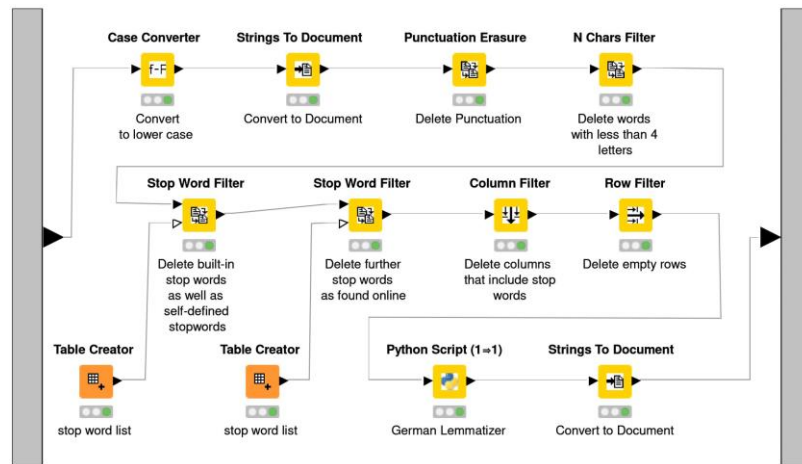 Case Converter
Strings To Document
Punctuation Erasure
N Chars Filter
f-F
Convert
to lower case
Convert to Document
Delete Punctuation
Delete words
with less than 4
letters
Stop Word Filter
Stop Word Filter
Column Filter
Row Filter
Delete built-in
stop words
as well as
self-defined
stopwords
Delete further
stop words
as found online
Delete columns
that include stop
words
Delete empty rows
Table Creator
Table Creator
Python Script (1⇒1)
Strings To Document
stop word list
stop word list
German Lemmatizer
Convert to Document